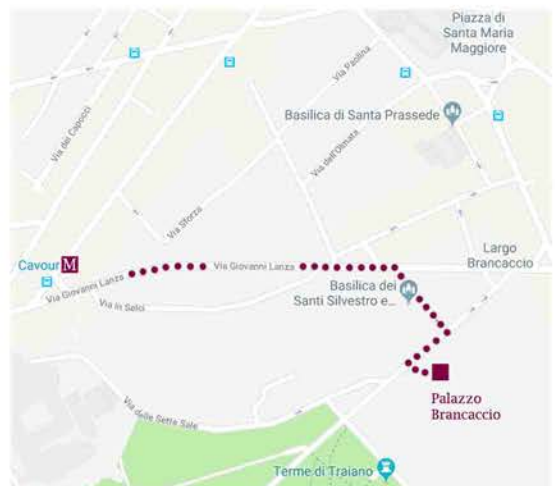 Piazza di
Santa Maria
Maggiore
Via Paolina
Via dei Capocci
Basilica di Santa Prassede
Via dell'Olmata
Via Sforza
Cavour M
Via Giovanni Lanza
Via Giovanni Lanza
Largo
Brancaccio
Via in Selci
Basilica dei
Santi Silvestro e...
Palazzo
Brancaccio
Via delle Sette Sale
Terme di Traiano